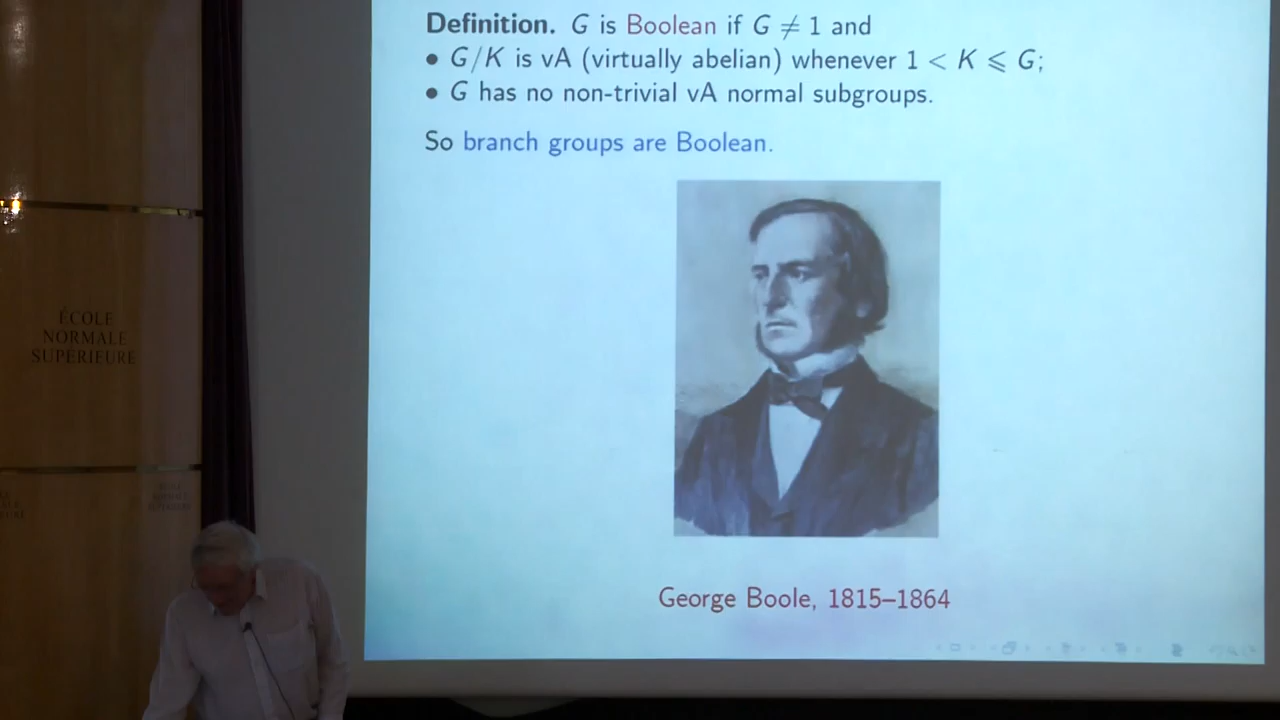 Definition. G is Boolean if G ≠ 1 and
• G/K is vA (virtually abelian) whenever 1 < K ⩽ G;
• G has no non-trivial vA normal subgroups.
So branch groups are Boolean.
George Boole, 1815–1864
ÉCOLE
NORMALE
SUPÉRIEURE